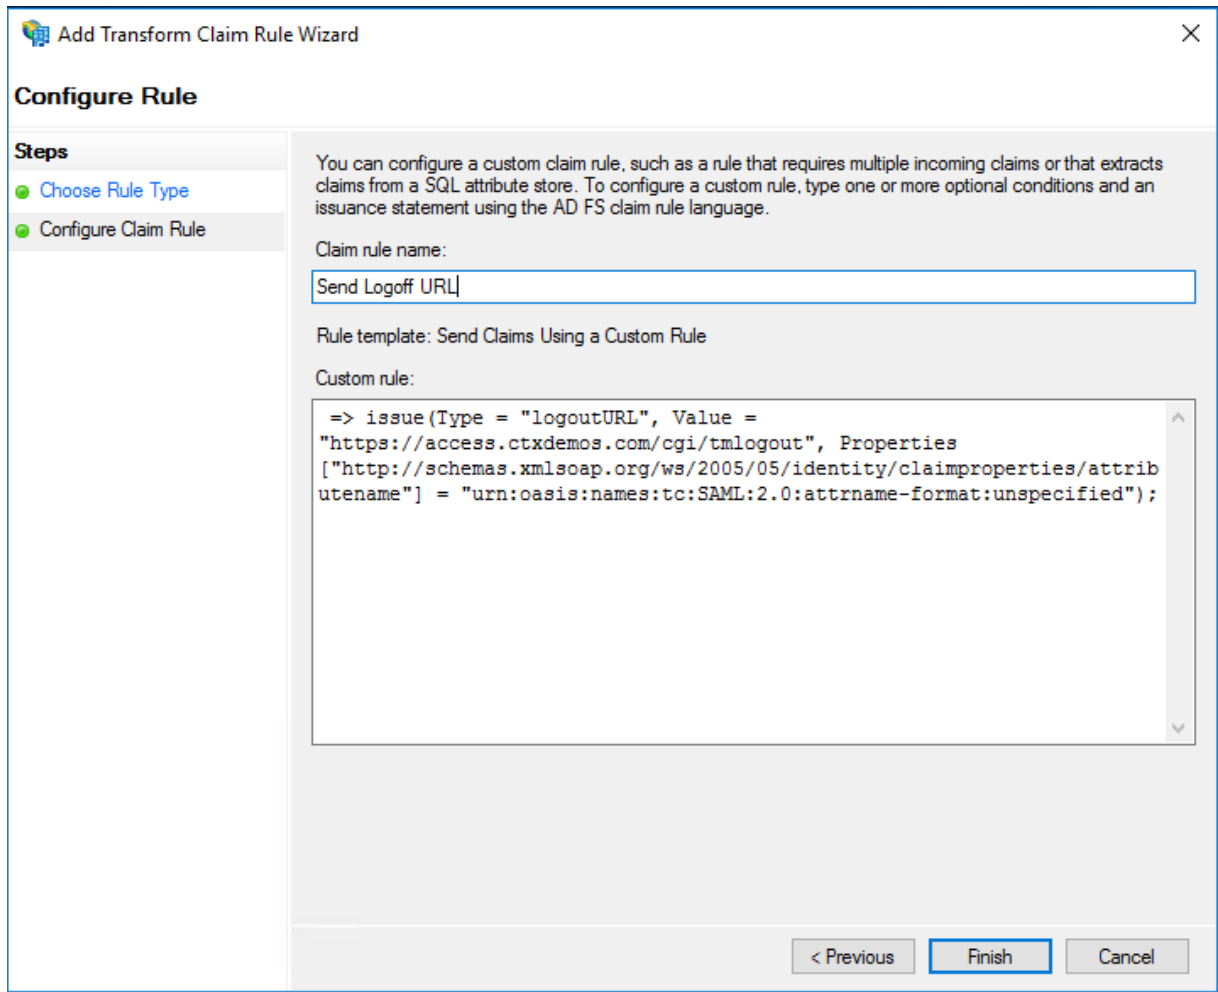 Add Transform Claim Rule Wizard
Configure Rule
Steps
Choose Rule Type
Configure Claim Rule
You can configure a custom claim rule, such as a rule that requires multiple incoming claims or that extracts
claims from a SQL attribute store. To configure a custom rule, type one or more optional conditions and an
issuance statement using the AD FS claim rule language.
Claim rule name:
Send Logoff URL
Rule template: Send Claims Using a Custom Rule
Custom rule:
=> issue(Type = "logoutURL", Value =
"https://access.ctxdemos.com/cgi/tmlogout", Properties
["http://schemas.xmlsoap.org/ws/2005/05/identity/claimproperties/attrib
utename"] = "urn:oasis:names:tc:SAML:2.0:attrname-format:unspecified");
< Previous
Finish
Cancel